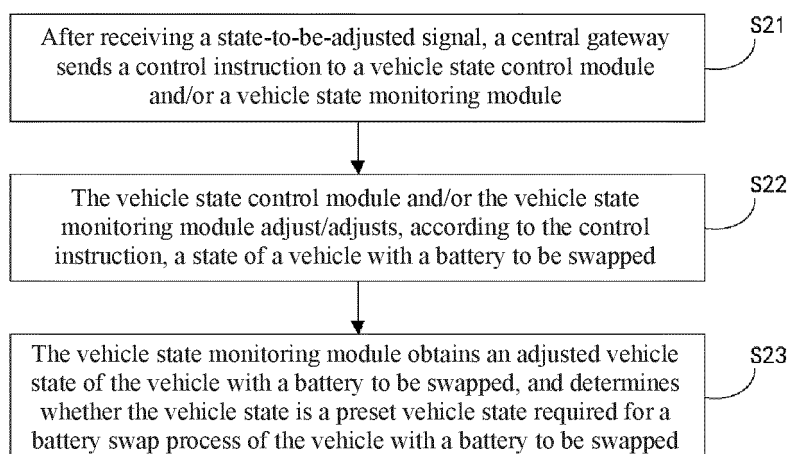 After receiving a state-to-be-adjusted signal, a central gateway
sends a control instruction to a vehicle state control module
and/or a vehicle state monitoring module
S21
The vehicle state control module and/or the vehicle state
monitoring module adjust/adjusts, according to the control
instruction, a state of a vehicle with a battery to be swapped
S22
The vehicle state monitoring module obtains an adjusted vehicle
state of the vehicle with a battery to be swapped, and determines
whether the vehicle state is a preset vehicle state required for a
battery swap process of the vehicle with a battery to be swapped
S23